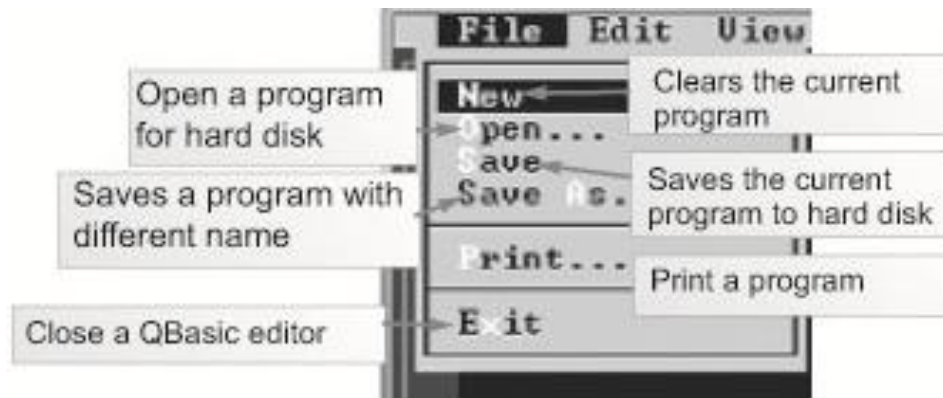 File Edit View
Open a program
for hard disk
Clears the current
program
New
Open...
Save
Save As.
Saves a program with
different name
Saves the current
program to hard disk
Print...
Print a program
Close a QBasic editor
Exit